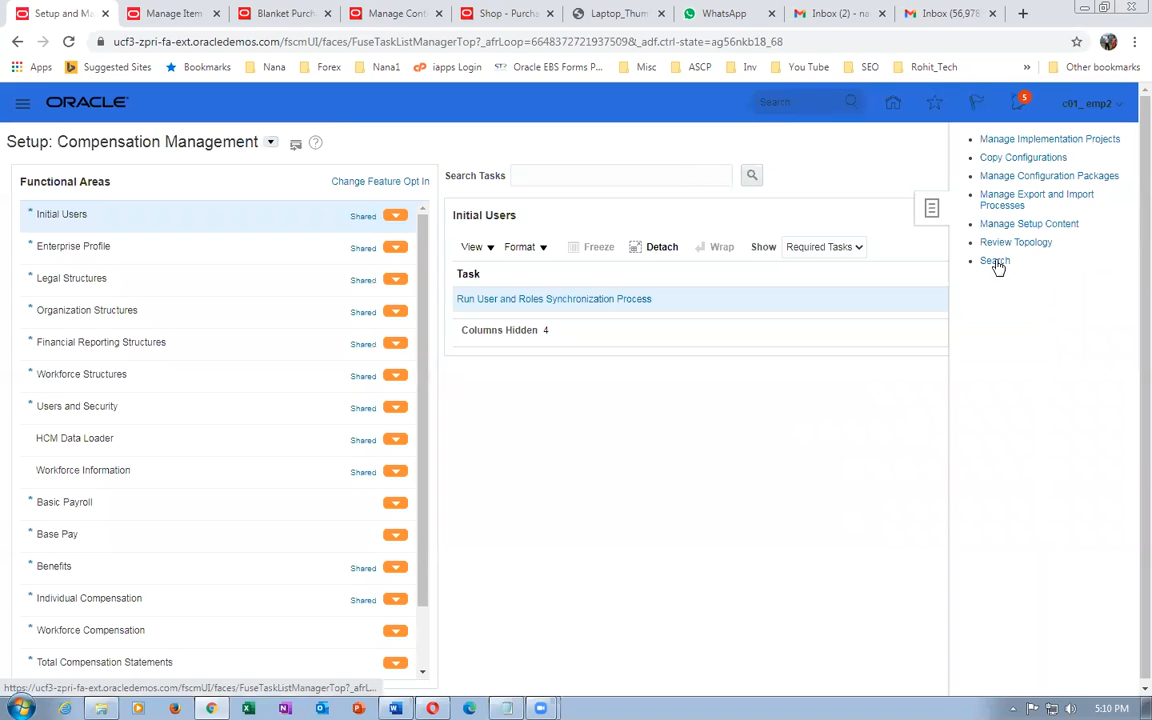 Setup and Ma
Manage Item
Blanket Purch
Manage Cont
Shop - Purcha
Laptop_Thum
WhatsApp
Inbox (2) - na
Inbox (56,978
ucf3-zpri-fa-ext.oracledemos.com/fscmUI/faces/FuseTaskListManagerTop?_afrLoop=6648372721937509&_adf.ctrl-state=ag56nkb18_68
Apps
Suggested Sites
Bookmarks
Nana
Forex
Nana1
iapps Login
Oracle EBS Forms P...
Misc
ASCP
Inv
You Tube
SEO
Rohit_Tech
»
Other bookmarks
ORACLE
Search
5
c01_ emp2
Setup: Compensation Management
Functional Areas
Change Feature Opt In
* Initial Users Shared
* Enterprise Profile Shared
* Legal Structures Shared
* Organization Structures Shared
* Financial Reporting Structures Shared
* Workforce Structures Shared
* Users and Security Shared
HCM Data Loader Shared
Workforce Information Shared
* Basic Payroll
* Base Pay
* Benefits Shared
* Individual Compensation Shared
* Workforce Compensation
* Total Compensation Statements
Search Tasks
Initial Users
View Format Freeze Detach Wrap Show Required Tasks
Task
Run User and Roles Synchronization Process
Columns Hidden 4
Manage Implementation Projects
Copy Configurations
Manage Configuration Packages
Manage Export and Import
Processes
Manage Setup Content
Review Topology
Search
https://ucf3-zpri-fa-ext.oracledemos.com/fscmUI/faces/FuseTaskListManagerTop?_afrL...
5:10 PM